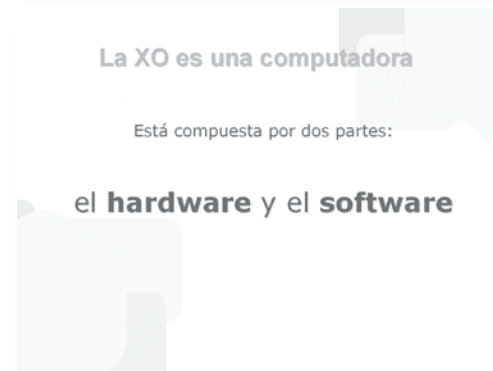 La XO es una computadora
Está compuesta por dos partes:
el hardware y el software